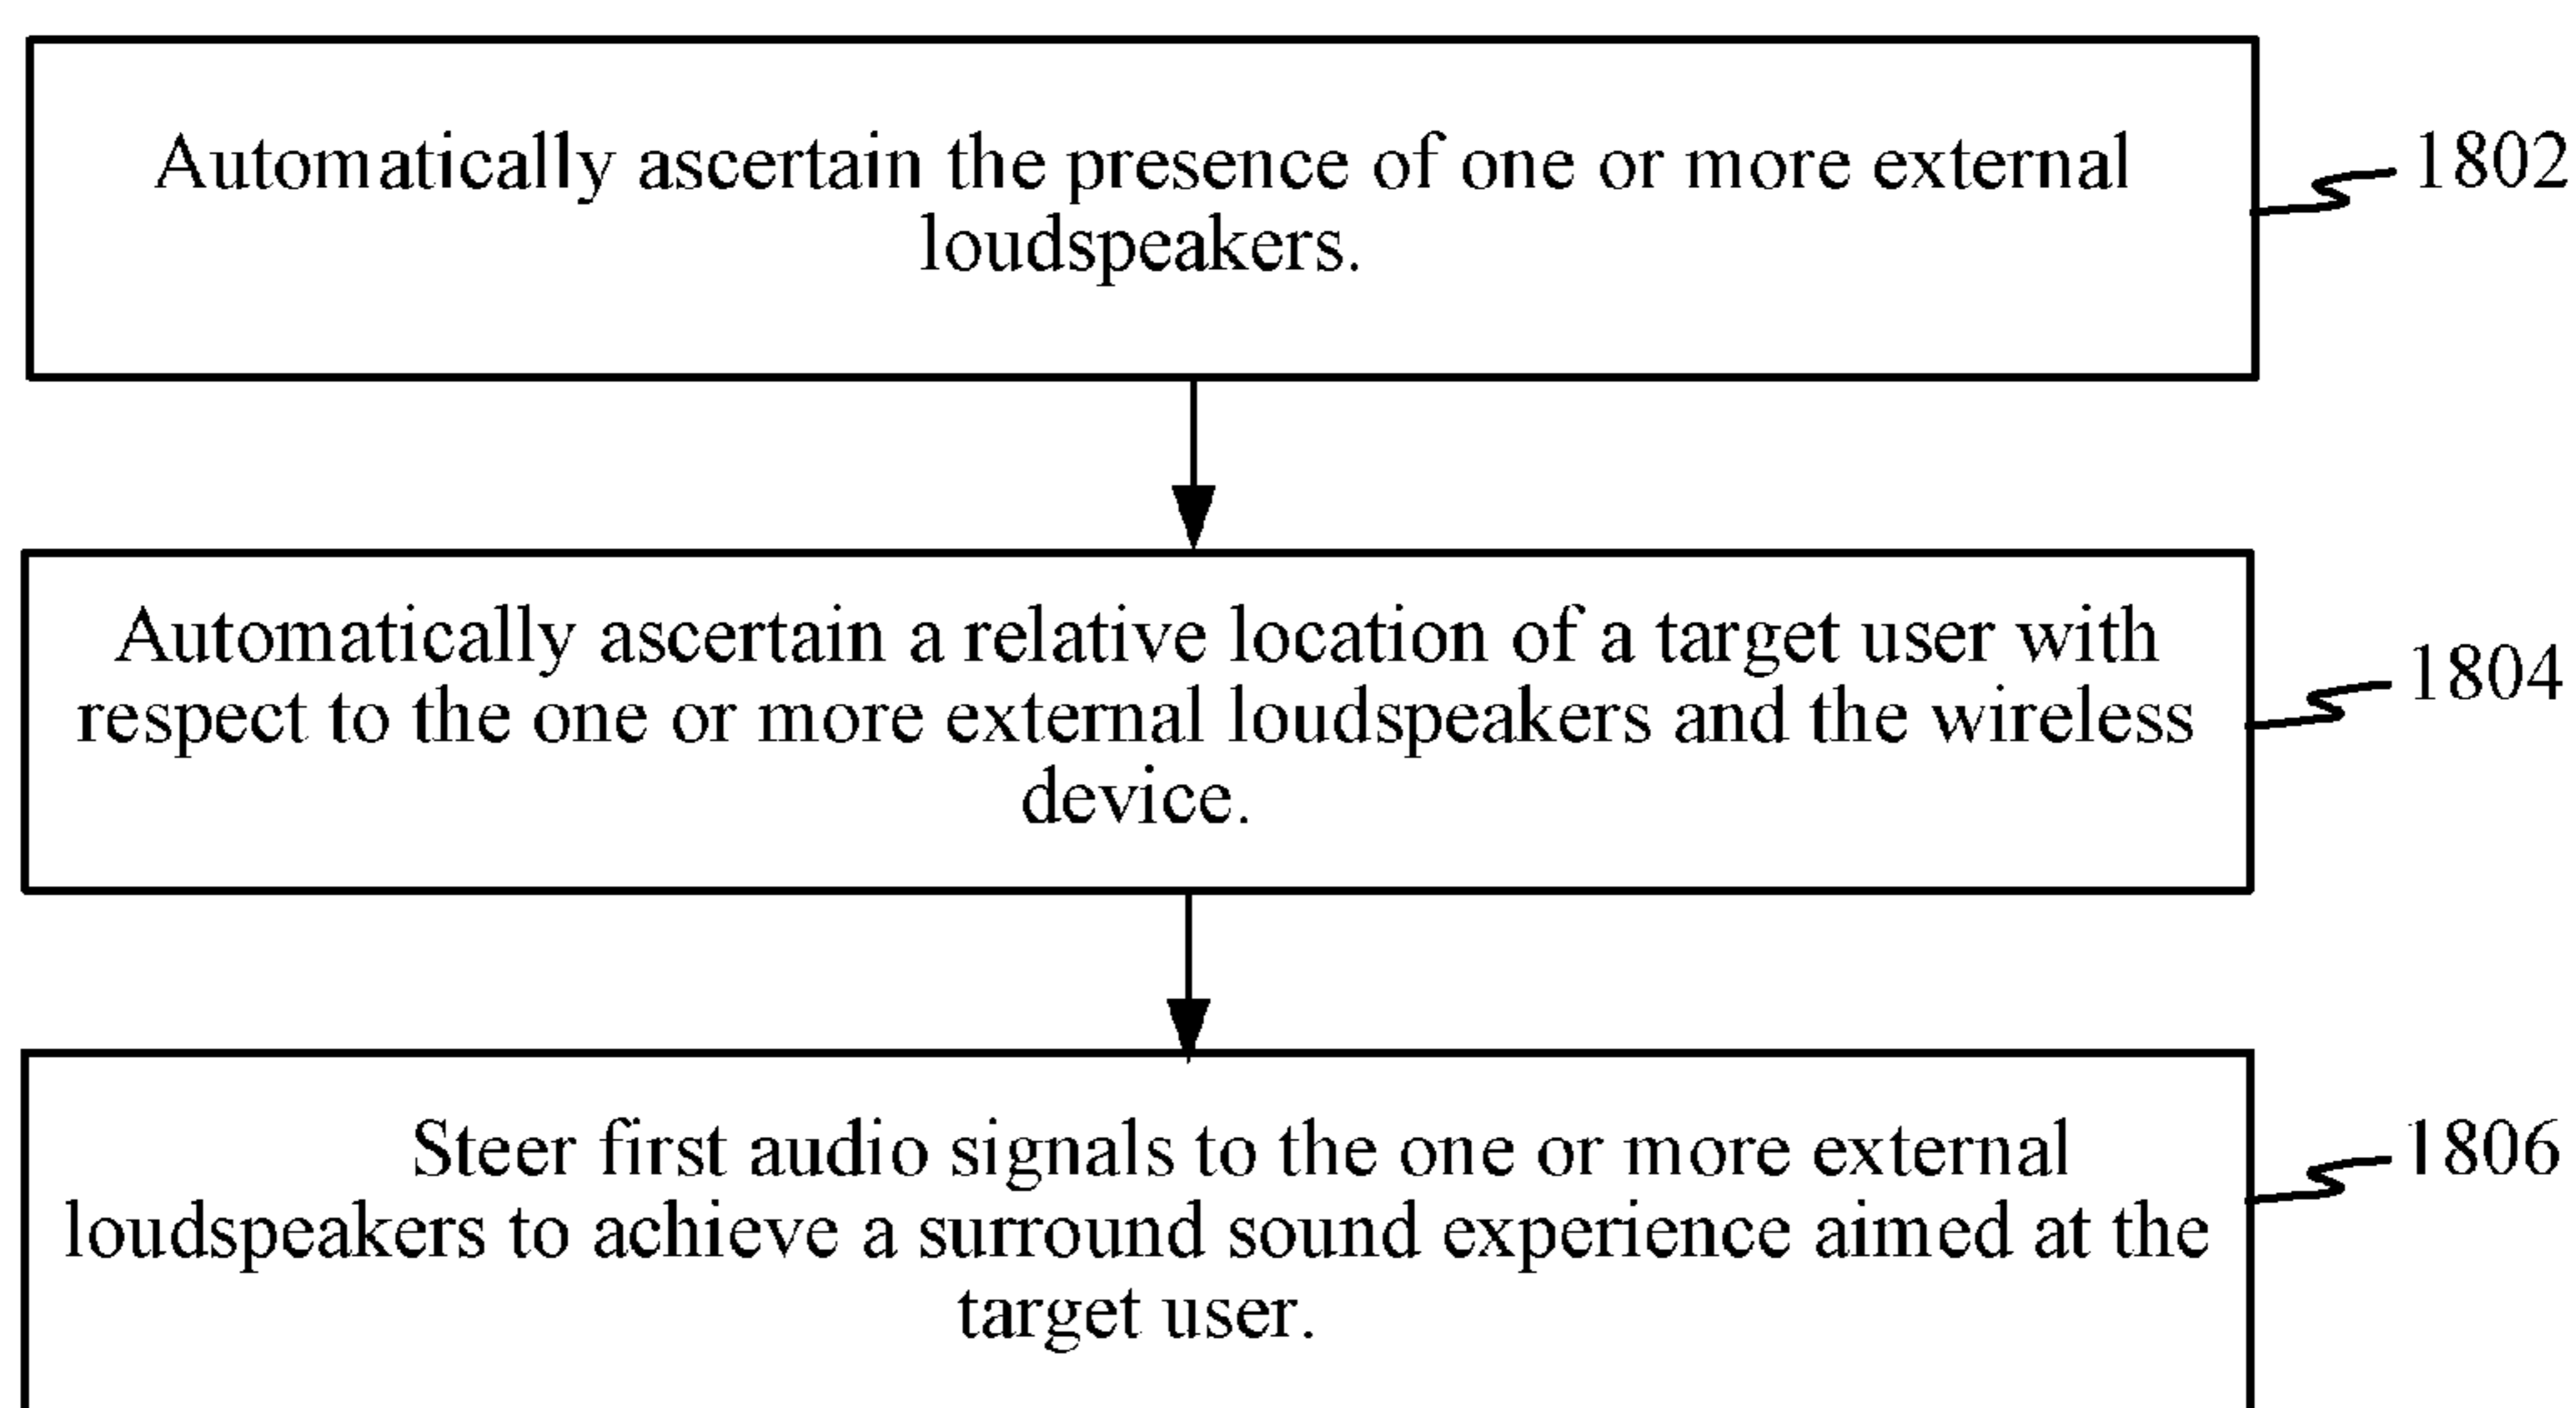 Automatically ascertain the presence of one or more external
loudspeakers.
1802
Automatically ascertain a relative location of a target user with
respect to the one or more external loudspeakers and the wireless
device.
1804
Steer first audio signals to the one or more external
loudspeakers to achieve a surround sound experience aimed at the
target user.
1806